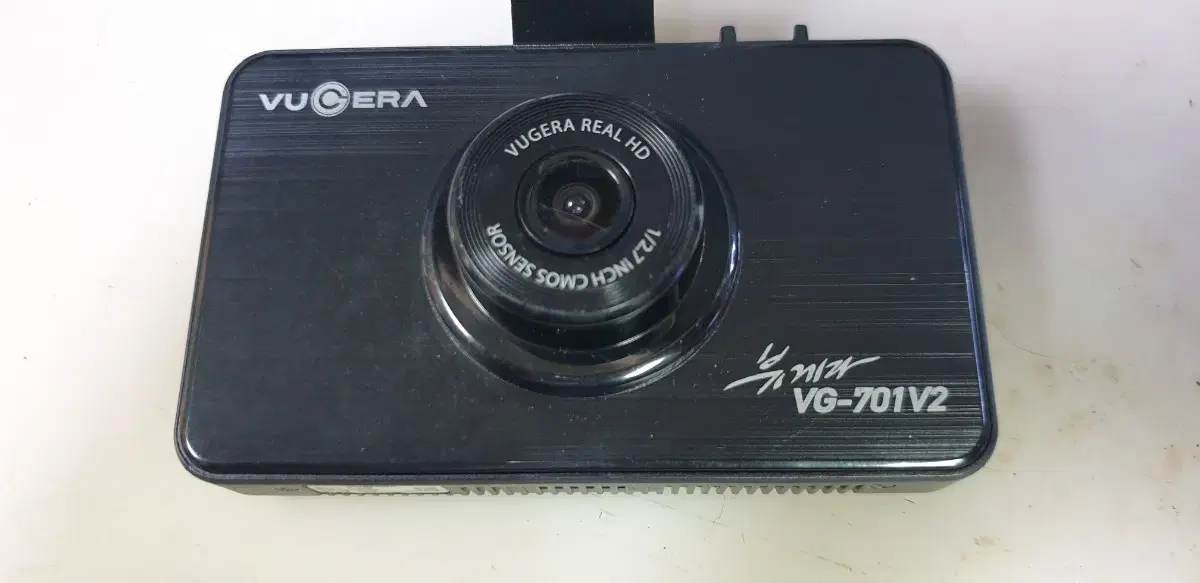 VUGERA
VUGERA REAL HD
1/2.7 INCH CMOS SENSOR
뷰게라
VG-701V2